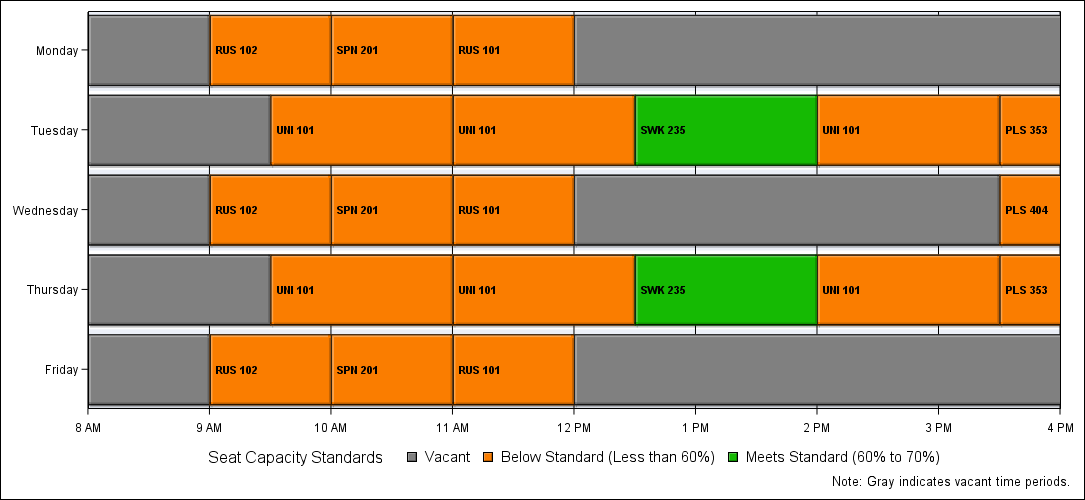 Monday
RUS 102 SPN 201 RUS 101
Tuesday
UNI 101 UNI 101 SWK 235 UNI 101 PLS 353
Wednesday
RUS 102 SPN 201 RUS 101 PLS 404
Thursday
UNI 101 UNI 101 SWK 235 UNI 101 PLS 353
Friday
RUS 102 SPN 201 RUS 101
8 AM 9 AM 10 AM 11 AM 12 PM 1 PM 2 PM 3 PM 4 PM
Seat Capacity Standards Vacant Below Standard (Less than 60%) Meets Standard (60% to 70%)
Note: Gray indicates vacant time periods.